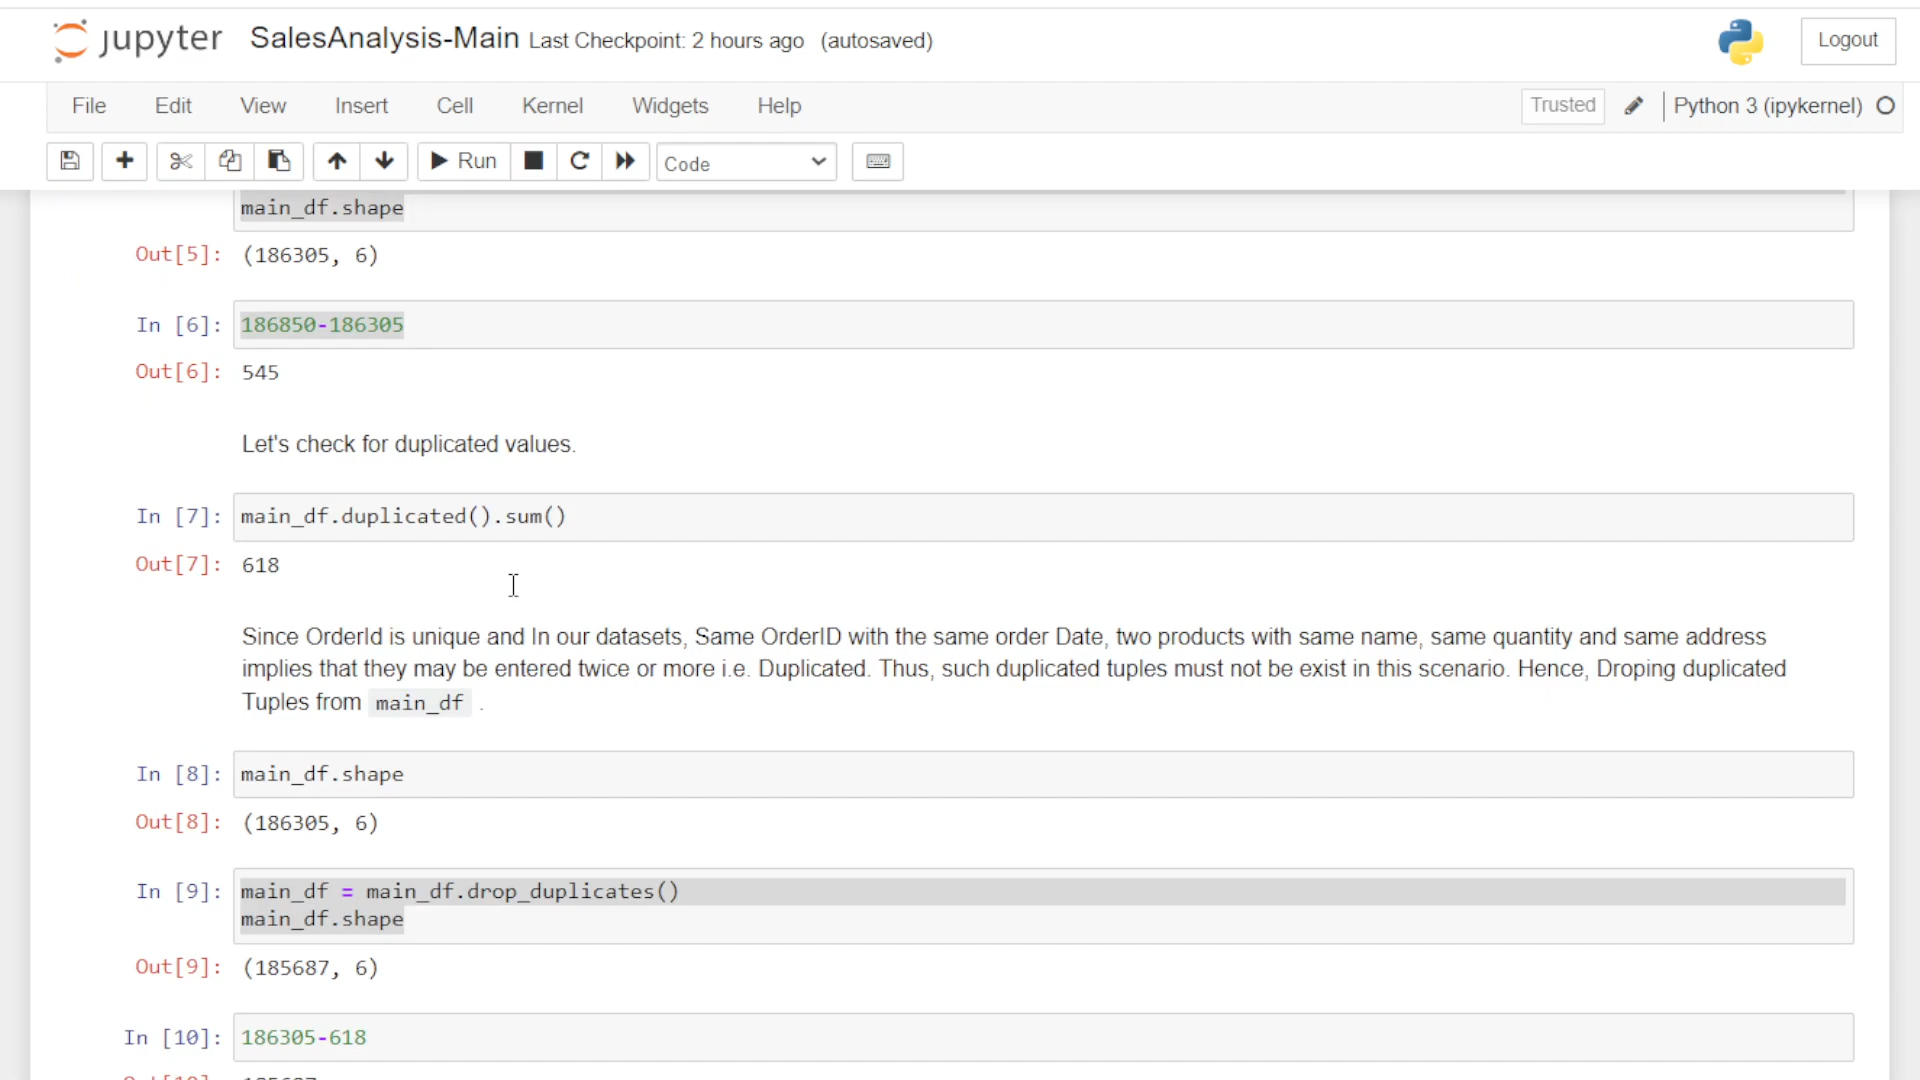 jupyter SalesAnalysis-Main Last Checkpoint: 2 hours ago (autosaved) Logout
File Edit View Insert Cell Kernel Widgets Help Trusted Python 3 (ipykernel)
Run Code
main_df.shape
Out[5]: (186305, 6)
In [6]: 186850-186305
Out[6]: 545
Let's check for duplicated values.
In [7]: main_df.duplicated().sum()
Out[7]: 618
Since OrderId is unique and In our datasets, Same OrderID with the same order Date, two products with same name, same quantity and same address
implies that they may be entered twice or more i.e. Duplicated. Thus, such duplicated tuples must not be exist in this scenario. Hence, Droping duplicated
Tuples from main_df .
In [8]: main_df.shape
Out[8]: (186305, 6)
In [9]: main_df = main_df.drop_duplicates()
main_df.shape
Out[9]: (185687, 6)
In [10]: 186305-618